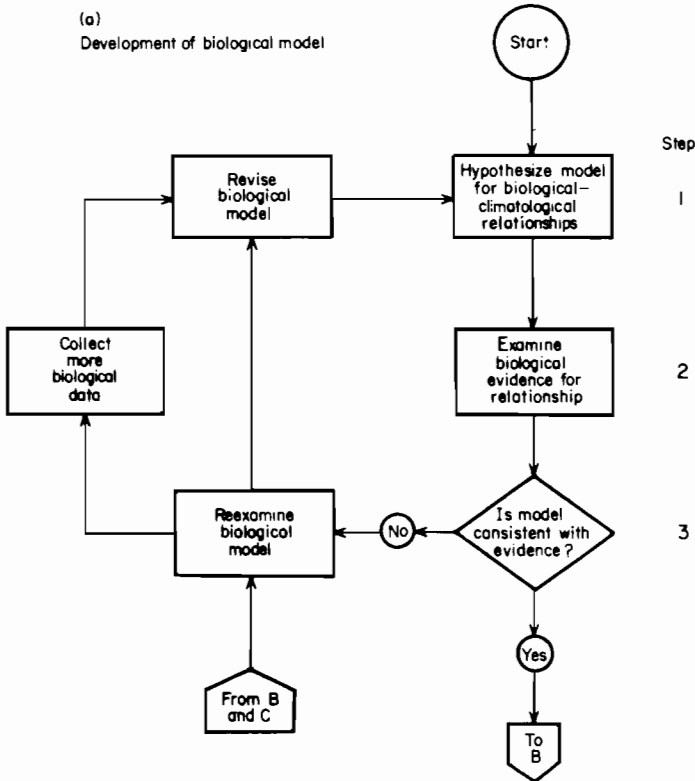 (a)
Development of biological model
Start
Step
Revise
biological
model
Hypothesize model
for biological—
climatological
relationships
1
Collect
more
biological
data
Examine
biological
evidence for
relationship
2
Reexamine
biological
model
No
Is model
consistent with
evidence?
3
Yes
From B
and C
To
B